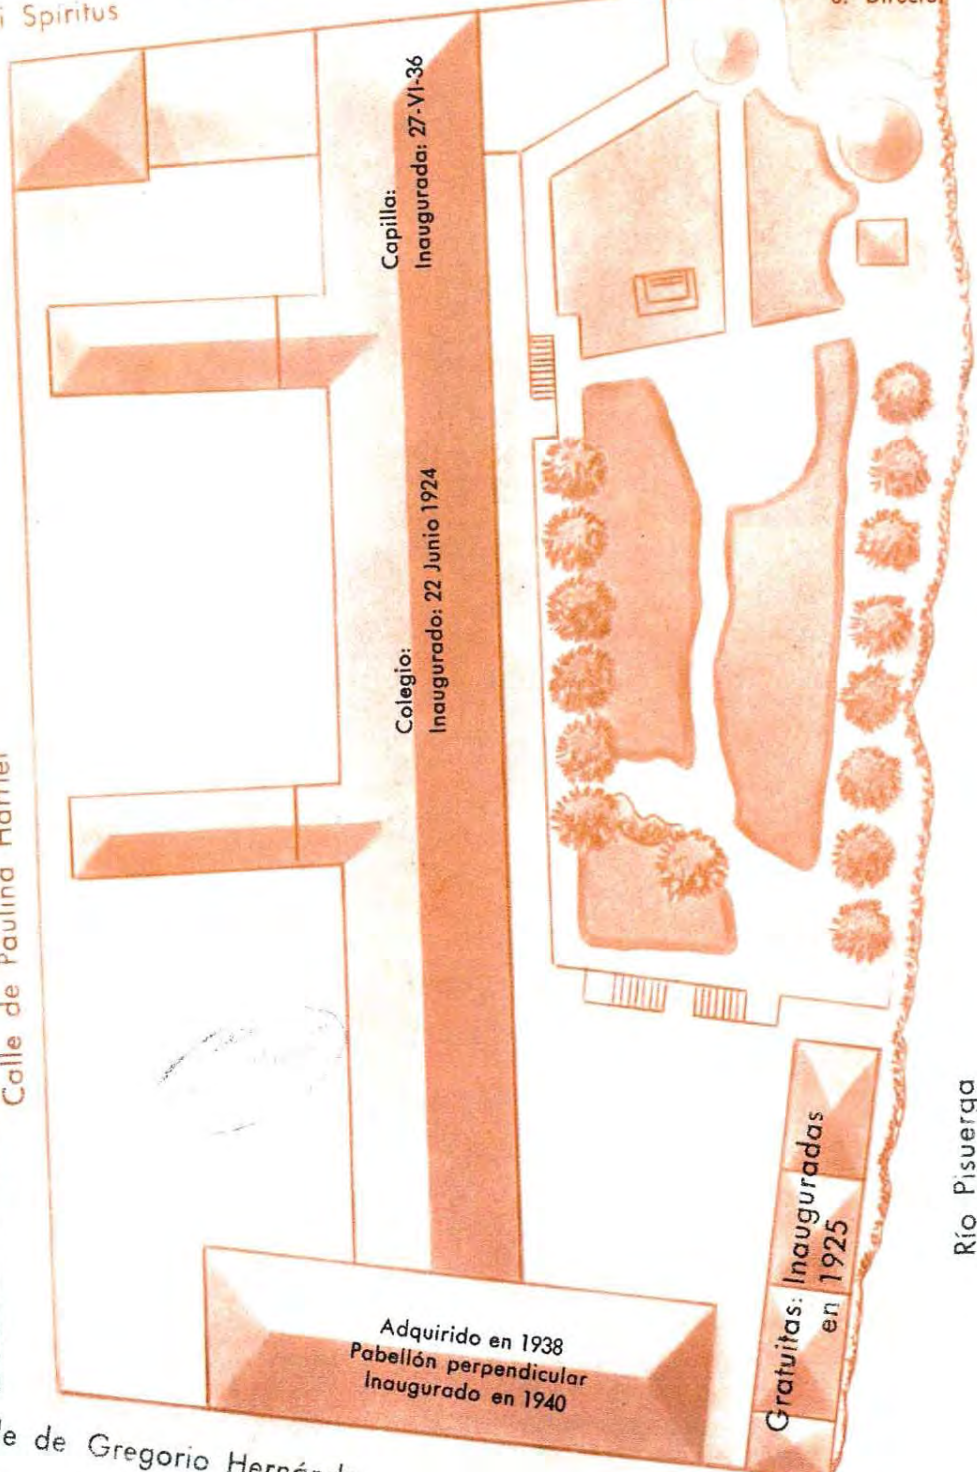 Spiritus
Capilla:
Inaugurada: 27-VI-36
Colegio:
Inaugurado: 22 Junio 1924
Calle de Paulina Harriet
Adquirido en 1938
Pabellón perpendicular
Inaugurado en 1940
Gratuitas: Inauguradas
en 1925
Río Pisuerga
de Gregorio